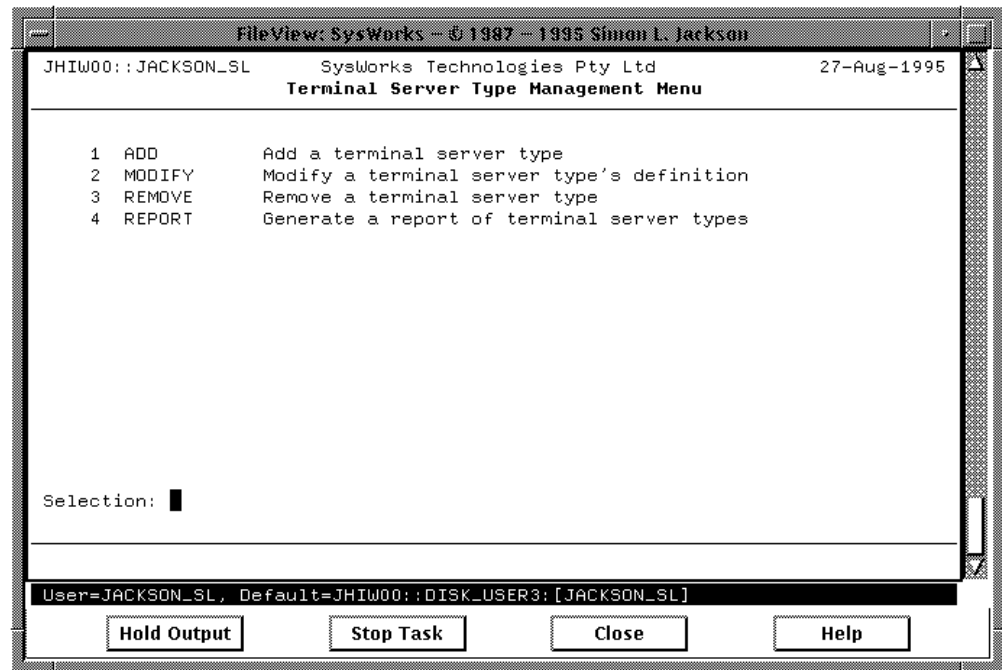 FileView: SysWorks – © 1987 – 1995 Simon L. Jackson
JHIW00::JACKSON_SL SysWorks Technologies Pty Ltd 27-Aug-1995
Terminal Server Type Management Menu
1 ADD Add a terminal server type
2 MODIFY Modify a terminal server type's definition
3 REMOVE Remove a terminal server type
4 REPORT Generate a report of terminal server types
Selection:
User=JACKSON_SL, Default=JHIW00::DISK_USER3:[JACKSON_SL]
Hold Output Stop Task Close Help